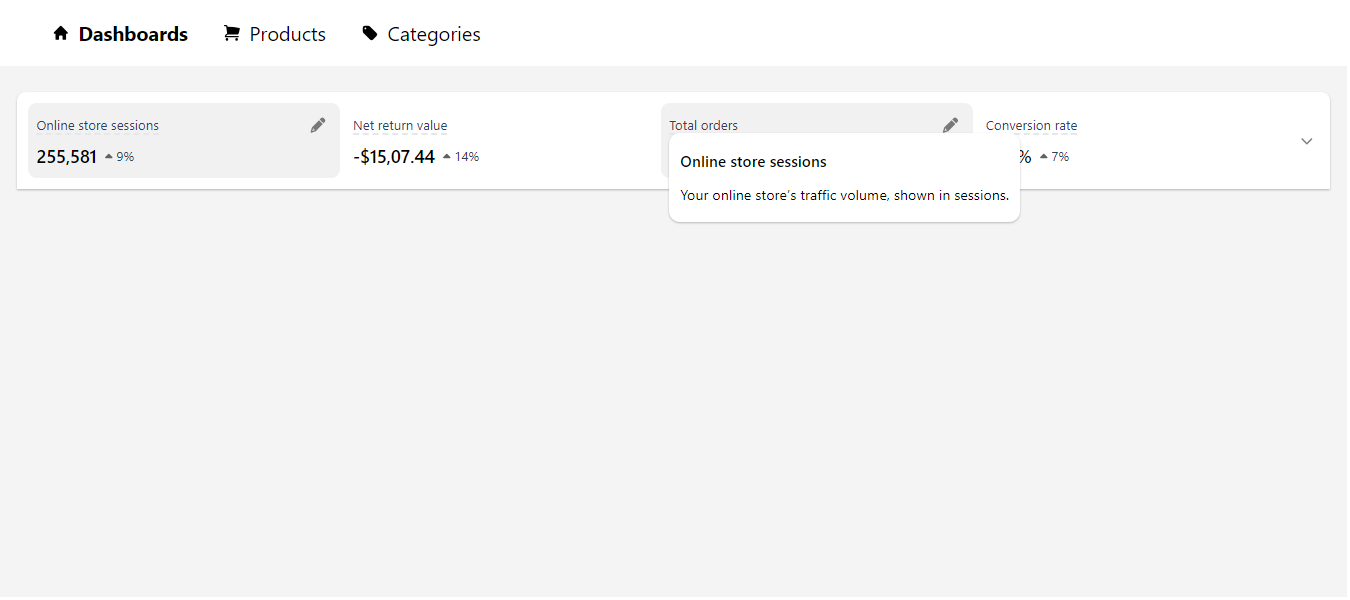 Dashboards Products Categories
Online store sessions
255,581 9%
Net return value
-$15,07.44 14%
Total orders
Online store sessions
Your online store's traffic volume, shown in sessions.
Conversion rate
% 7%